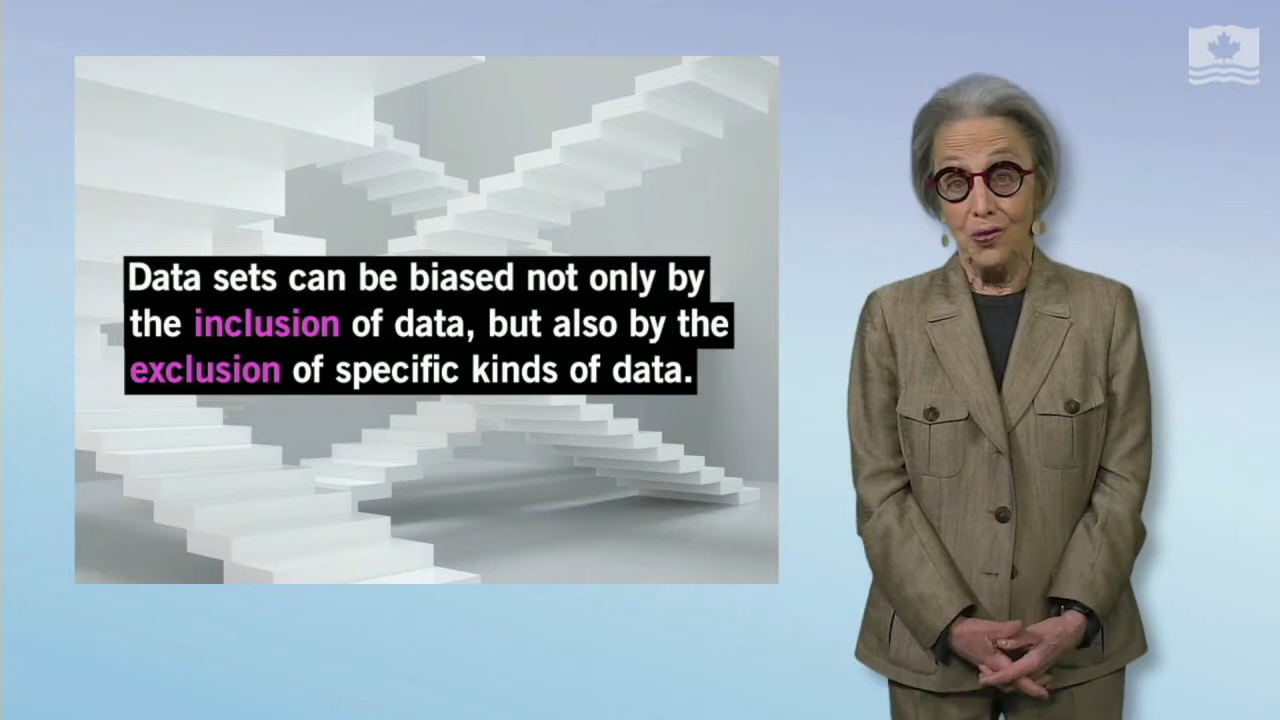 Data sets can be biased not only by
the inclusion of data, but also by the
exclusion of specific kinds of data.